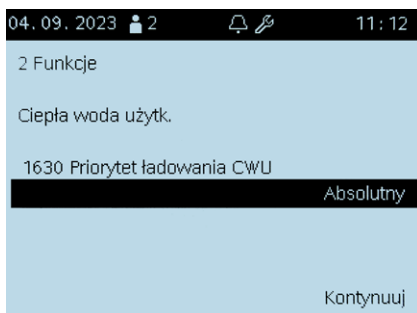 04.09.2023 2 11:12
2 Funkcje
Ciepła woda użytk.
1630 Priorytet ładowania CWU
Absolutny
Kontynuuj